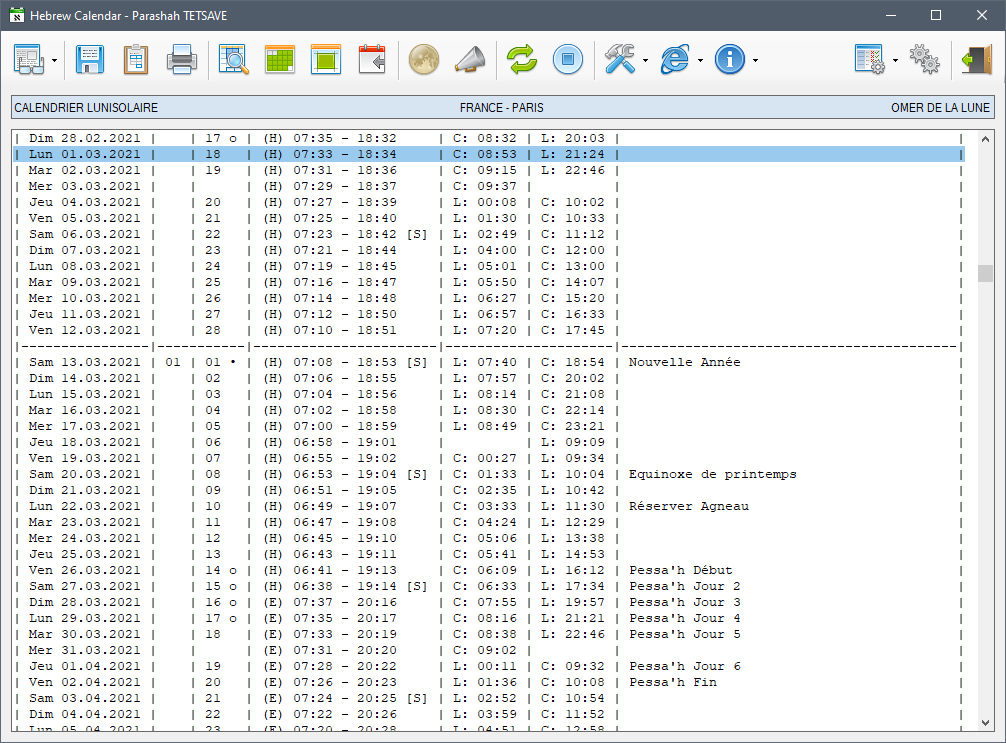 Hebrew Calendar - Parashah TETSAVE
CALENDRIER LUNISOLAIRE FRANCE - PARIS OMER DE LA LUNE
| Dim 28.02.2021 | | 17 o | (H) 07:35 - 18:32 | C: 08:32 | L: 20:03 | |
| Lun 01.03.2021 | | 18 | (H) 07:33 - 18:34 | C: 08:53 | L: 21:24 | |
| Mar 02.03.2021 | | 19 | (H) 07:31 - 18:36 | C: 09:15 | L: 22:46 | |
| Mer 03.03.2021 | | | (H) 07:29 - 18:37 | C: 09:37 | | |
| Jeu 04.03.2021 | | 20 | (H) 07:27 - 18:39 | L: 00:08 | C: 10:02 | |
| Ven 05.03.2021 | | 21 | (H) 07:25 - 18:40 | L: 01:30 | C: 10:33 | |
| Sam 06.03.2021 | | 22 | (H) 07:23 - 18:42 [S] | L: 02:49 | C: 11:12 | |
| Dim 07.03.2021 | | 23 | (H) 07:21 - 18:44 | L: 04:00 | C: 12:00 | |
| Lun 08.03.2021 | | 24 | (H) 07:19 - 18:45 | L: 05:01 | C: 13:00 | |
| Mar 09.03.2021 | | 25 | (H) 07:16 - 18:47 | L: 05:50 | C: 14:07 | |
| Mer 10.03.2021 | | 26 | (H) 07:14 - 18:48 | L: 06:27 | C: 15:20 | |
| Jeu 11.03.2021 | | 27 | (H) 07:12 - 18:50 | L: 06:57 | C: 16:33 | |
| Ven 12.03.2021 | | 28 | (H) 07:10 - 18:51 | L: 07:20 | C: 17:45 | |
| Sam 13.03.2021 | 01 | 01 • | (H) 07:08 - 18:53 [S] | L: 07:40 | C: 18:54 | Nouvelle Année |
| Dim 14.03.2021 | | 02 | (H) 07:06 - 18:55 | L: 07:57 | C: 20:02 | |
| Lun 15.03.2021 | | 03 | (H) 07:04 - 18:56 | L: 08:14 | C: 21:08 | |
| Mar 16.03.2021 | | 04 | (H) 07:02 - 18:58 | L: 08:30 | C: 22:14 | |
| Mer 17.03.2021 | | 05 | (H) 07:00 - 18:59 | L: 08:49 | C: 23:21 | |
| Jeu 18.03.2021 | | 06 | (H) 06:58 - 19:01 | | L: 09:09 | |
| Ven 19.03.2021 | | 07 | (H) 06:55 - 19:02 | C: 00:27 | L: 09:34 | |
| Sam 20.03.2021 | | 08 | (H) 06:53 - 19:04 [S] | C: 01:33 | L: 10:04 | Equinoxe de printemps |
| Dim 21.03.2021 | | 09 | (H) 06:51 - 19:05 | C: 02:35 | L: 10:42 | |
| Lun 22.03.2021 | | 10 | (H) 06:49 - 19:07 | C: 03:33 | L: 11:30 | Réserver Agneau |
| Mar 23.03.2021 | | 11 | (H) 06:47 - 19:08 | C: 04:24 | L: 12:29 | |
| Mer 24.03.2021 | | 12 | (H) 06:45 - 19:10 | C: 05:06 | L: 13:38 | |
| Jeu 25.03.2021 | | 13 | (H) 06:43 - 19:11 | C: 05:41 | L: 14:53 | |
| Ven 26.03.2021 | | 14 o | (H) 06:41 - 19:13 | C: 06:09 | L: 16:12 | Pessa'h Début |
| Sam 27.03.2021 | | 15 o | (H) 06:38 - 19:14 [S] | C: 06:33 | L: 17:34 | Pessa'h Jour 2 |
| Dim 28.03.2021 | | 16 o | (E) 07:37 - 20:16 | C: 07:55 | L: 19:57 | Pessa'h Jour 3 |
| Lun 29.03.2021 | | 17 o | (E) 07:35 - 20:17 | C: 08:16 | L: 21:21 | Pessa'h Jour 4 |
| Mar 30.03.2021 | | 18 | (E) 07:33 - 20:19 | C: 08:38 | L: 22:46 | Pessa'h Jour 5 |
| Mer 31.03.2021 | | | (E) 07:31 - 20:20 | C: 09:02 | | |
| Jeu 01.04.2021 | | 19 | (E) 07:28 - 20:22 | L: 00:11 | C: 09:32 | Pessa'h Jour 6 |
| Ven 02.04.2021 | | 20 | (E) 07:26 - 20:23 | L: 01:36 | C: 10:08 | Pessa'h Fin |
| Sam 03.04.2021 | | 21 | (E) 07:24 - 20:25 [S] | L: 02:52 | C: 10:54 | |
| Dim 04.04.2021 | | 22 | (E) 07:22 - 20:26 | L: 03:59 | C: 11:52 | |
| Lun 05.04.2021 | | 23 | (E) 07:20 - 20:28 | L: 04:51 | C: 12:58 | |